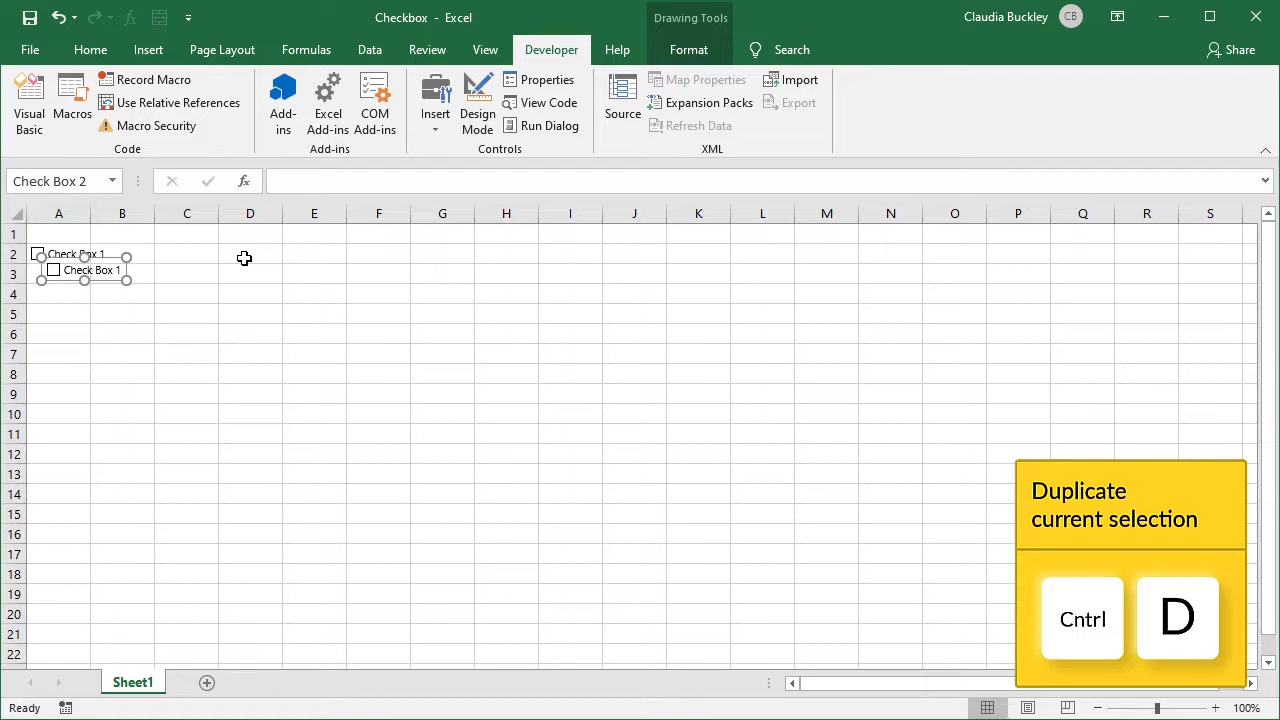 Checkbox - Excel
Drawing Tools
Claudia Buckley
CB
File
Home
Insert
Page Layout
Formulas
Data
Review
View
Developer
Help
Format
Search
Share
Visual
Basic
Macros
Record Macro
Use Relative References
Macro Security
Code
Add-
ins
Excel
Add-ins
COM
Add-ins
Add-ins
Insert
Design
Mode
Properties
View Code
Run Dialog
Controls
Source
Map Properties
Expansion Packs
Refresh Data
Import
Export
XML
Check Box 2
fx
A B C D E F G H I J K L M N O P Q R S
1
2
Check Box 1
3
Check Box 1
4
5
6
7
8
9
10
11
12
13
14
15
16
17
18
19
20
21
22
Duplicate
current selection
Cntrl
D
Sheet1
Ready
100%